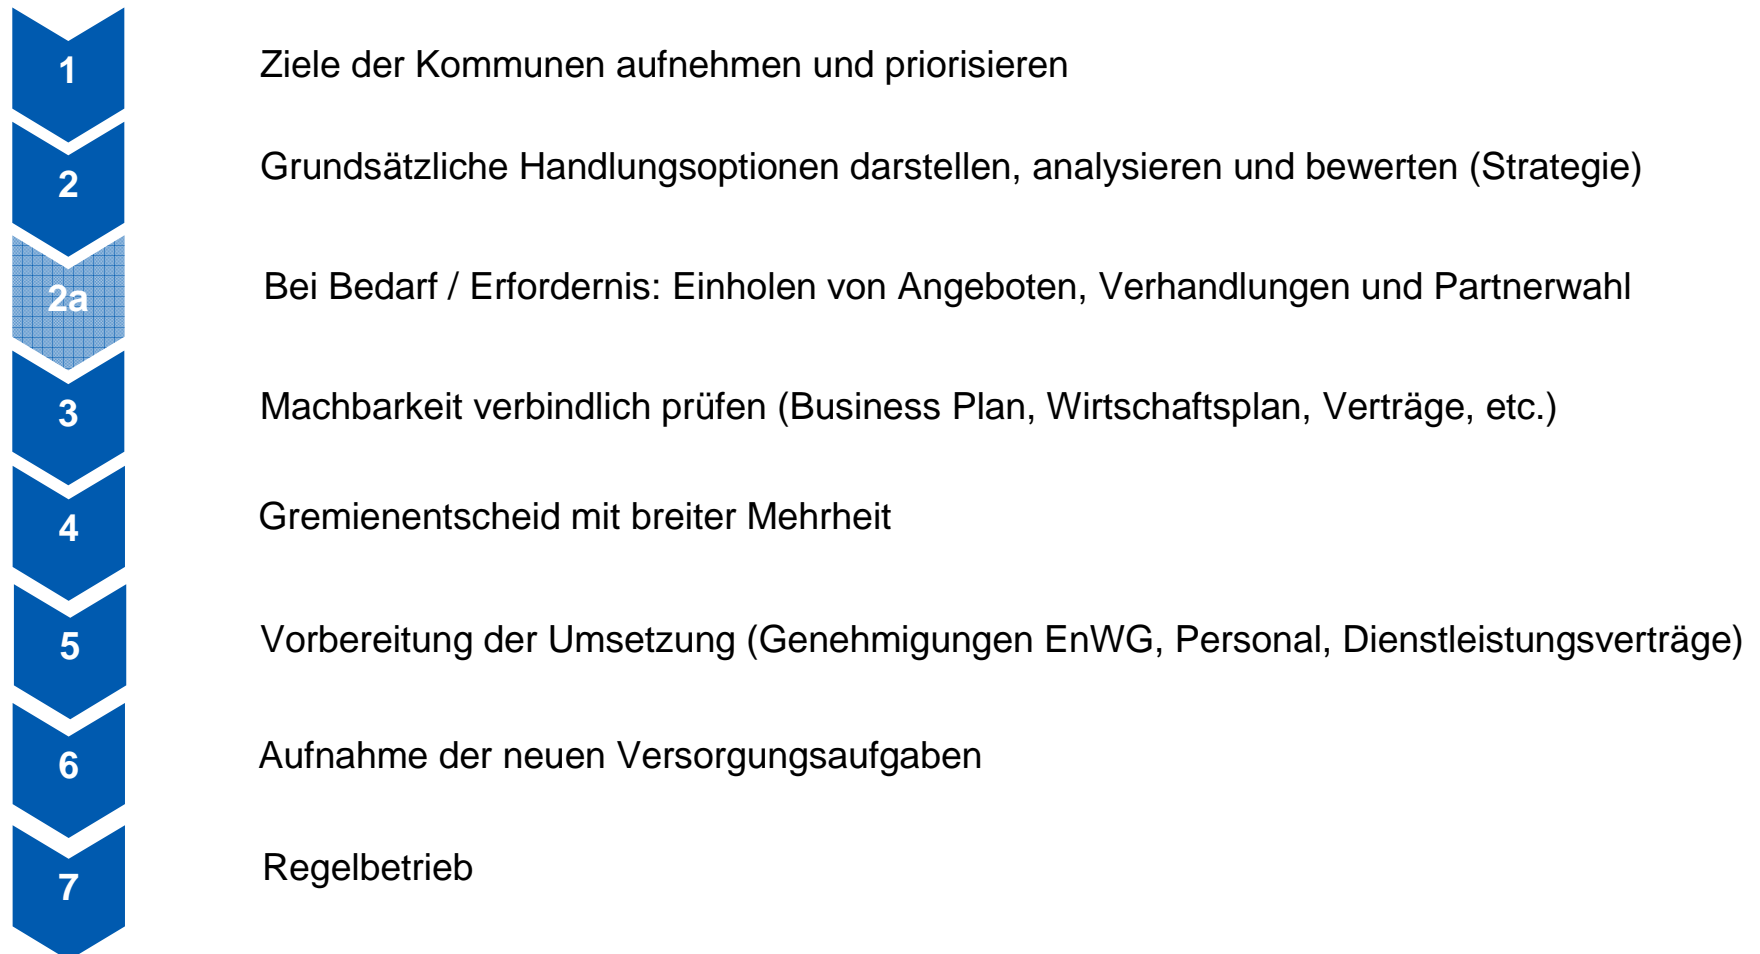 1 Ziele der Kommunen aufnehmen und priorisieren
2 Grundsätzliche Handlungsoptionen darstellen, analysieren und bewerten (Strategie)
2a Bei Bedarf / Erfordernis: Einholen von Angeboten, Verhandlungen und Partnerwahl
3 Machbarkeit verbindlich prüfen (Business Plan, Wirtschaftsplan, Verträge, etc.)
4 Gremienentscheid mit breiter Mehrheit
5 Vorbereitung der Umsetzung (Genehmigungen EnWG, Personal, Dienstleistungsverträge)
6 Aufnahme der neuen Versorgungsaufgaben
7 Regelbetrieb